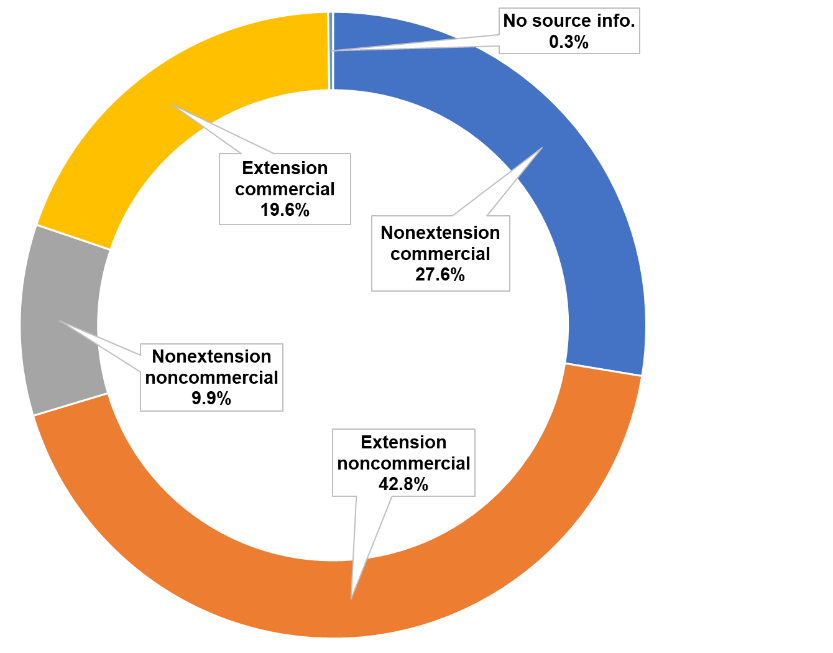 No source info.
0.3%
Extension
commercial
19.6%
Nonextension
commercial
27.6%
Nonextension
noncommercial
9.9%
Extension
noncommercial
42.8%